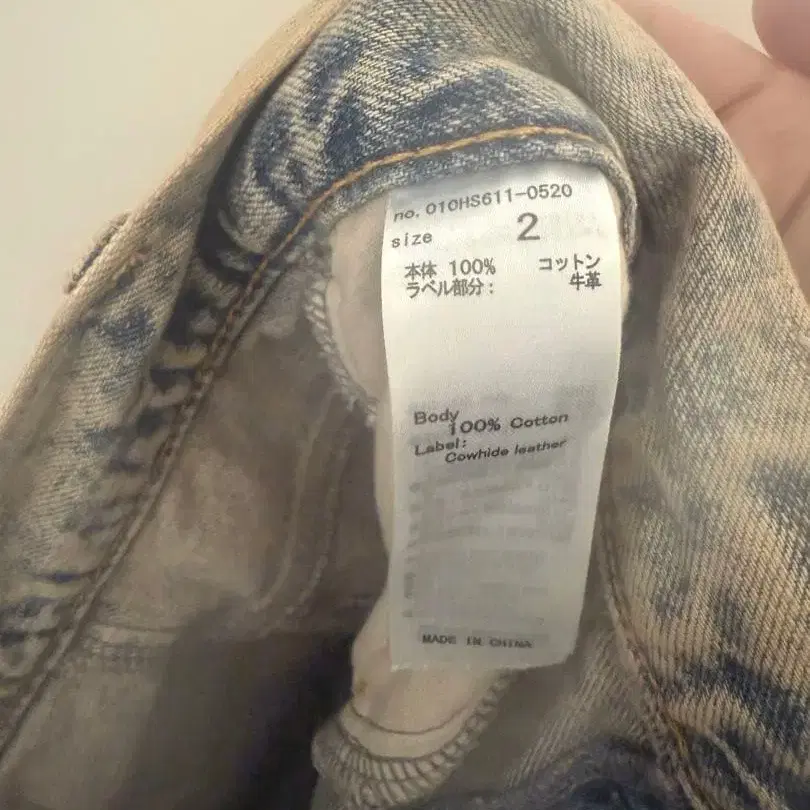 no. 010HS611-0520
size 2
本体 100% コットン
ラベル部分: 牛革
Body
100% Cotton
Label:
Cowhide leather
MADE IN CHINA